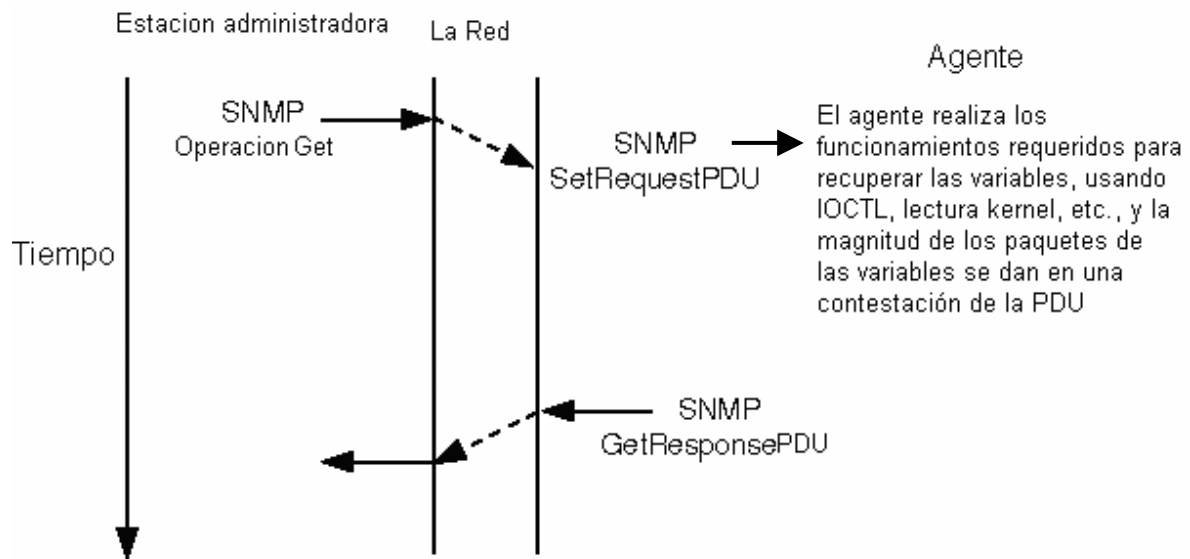 Estacion administradora
La Red
Agente
SNMP
Operacion Get
SNMP
SetRequestPDU
El agente realiza los
funcionamientos requeridos para
recuperar las variables, usando
IOCTL, lectura kernel, etc., y la
magnitud de los paquetes de
las variables se dan en una
contestación de la PDU
Tiempo
SNMP
GetResponsePDU